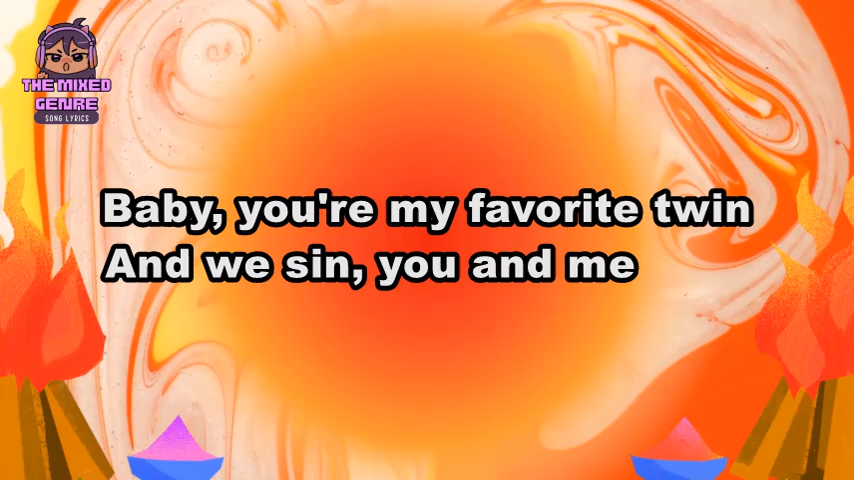 THE MIXED
GENRE
SONG LYRICS
Baby, you're my favorite twin
And we sin, you and me